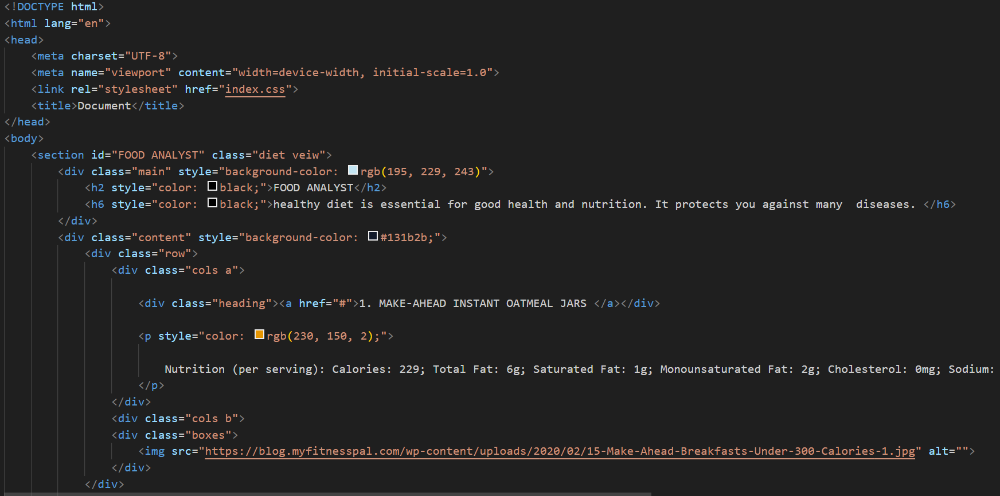 <!DOCTYPE html>
<html lang="en">
<head>
    <meta charset="UTF-8">
    <meta name="viewport" content="width=device-width, initial-scale=1.0">
    <link rel="stylesheet" href="index.css">
    <title>Document</title>
</head>
<body>
    <section id="FOOD ANALYST" class="diet veiw">
        <div class="main" style="background-color: rgb(195, 229, 243)">
            <h2 style="color: black;">FOOD ANALYST</h2>
            <h6 style="color: black;">healthy diet is essential for good health and nutrition. It protects you against many  diseases. </h6>
        </div>
        <div class="content" style="background-color: #131b2b;">
            <div class="row">
                <div class="cols a">
                    <div class="heading"><a href="#">1. MAKE-AHEAD INSTANT OATMEAL JARS </a></div>
                    <p style="color: rgb(230, 150, 2);">
                        Nutrition (per serving): Calories: 229; Total Fat: 6g; Saturated Fat: 1g; Monounsaturated Fat: 2g; Cholesterol: 0mg; Sodium:
                    </p>
                </div>
                <div class="cols b">
                <div class="boxes">
                    <img src="https://blog.myfitnesspal.com/wp-content/uploads/2020/02/15-Make-Ahead-Breakfasts-Under-300-Calories-1.jpg" alt="">
                </div>
            </div>